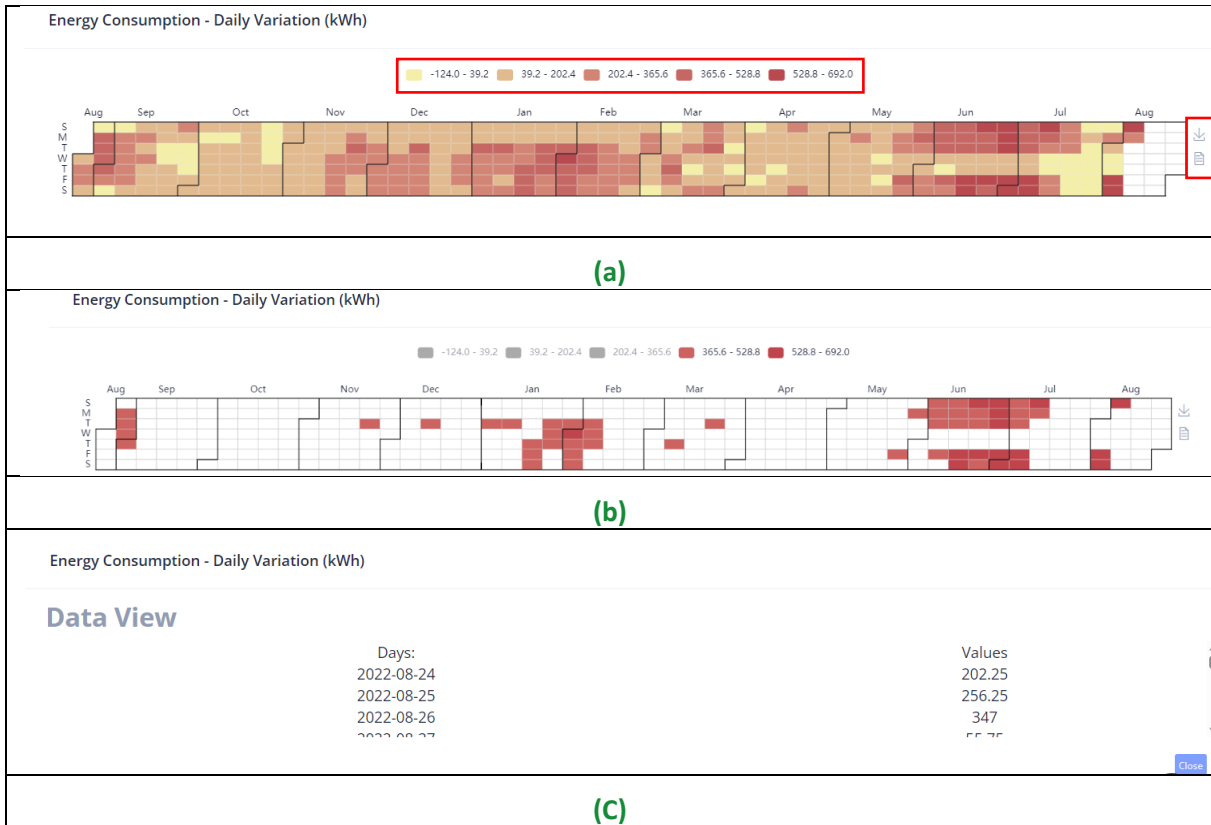 Energy Consumption - Daily Variation (kWh)
-124.0 - 39.2 39.2 - 202.4 202.4 - 365.6 365.6 - 528.8 528.8 - 692.0
Aug Sep Oct Nov Dec Jan Feb Mar Apr May Jun Jul Aug
S
M
T
W
T
F
S
(a)
Energy Consumption - Daily Variation (kWh)
-124.0 - 39.2 39.2 - 202.4 202.4 - 365.6 365.6 - 528.8 528.8 - 692.0
Aug Sep Oct Nov Dec Jan Feb Mar Apr May Jun Jul Aug
S
M
T
W
T
F
S
(b)
Energy Consumption - Daily Variation (kWh)
Data View
Days: Values
2022-08-24 202.25
2022-08-25 256.25
2022-08-26 347
2022-08-27 55.75
Close
(C)